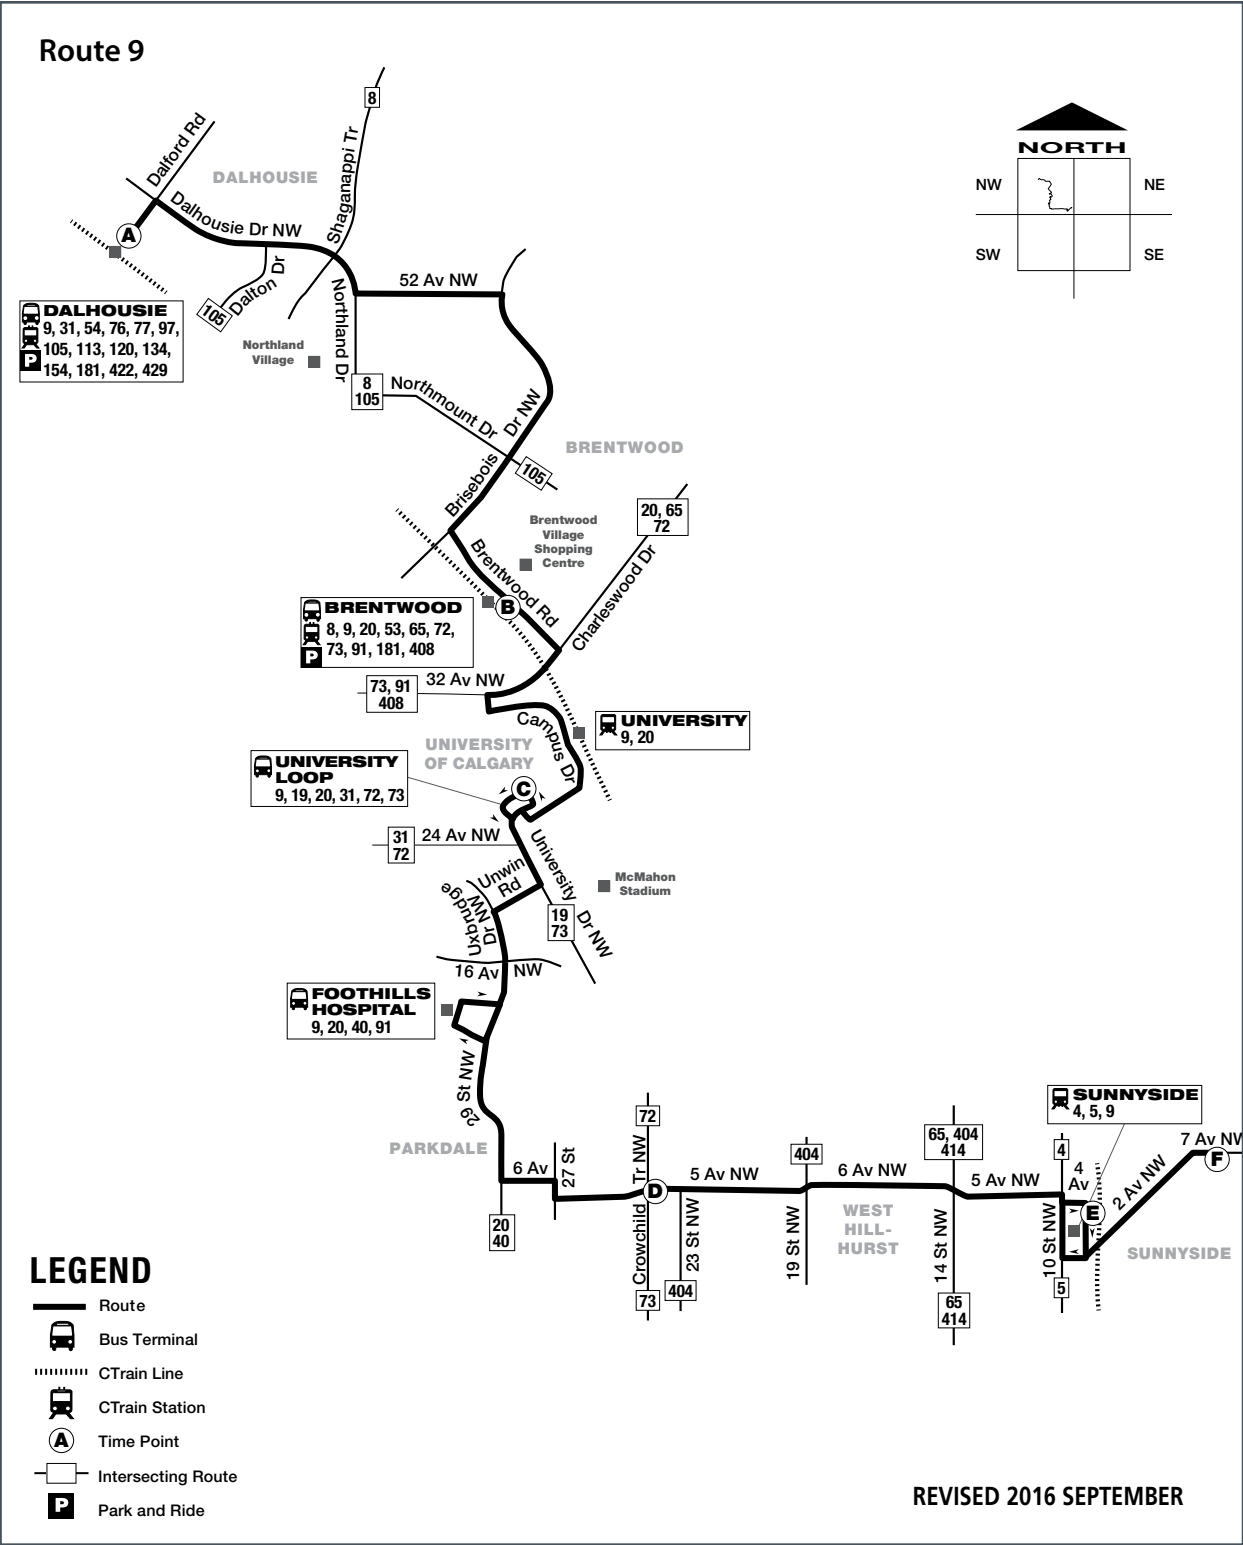 Route 9
8
Dalford Rd
DALHOUSIE
Shaganappi Tr
Dalhousie Dr NW
A
Dalton Dr
105
52 Av NW
Northland Dr
NORTH
NW
NE
SW
SE
DALHOUSIE
9, 31, 54, 76, 77, 97,
105, 113, 120, 134,
154, 181, 422, 429
P
Northland
Village
8
105
Northmount Dr
Brisebois Dr NW
BRENTWOOD
105
Brentwood
Village
Shopping
Centre
20, 65
72
Brentwood Rd
Charleswood Dr
B
BRENTWOOD
8, 9, 20, 53, 65, 72,
73, 91, 181, 408
P
73, 91
408
32 Av NW
Campus Dr
UNIVERSITY
9, 20
UNIVERSITY
OF CALGARY
UNIVERSITY
LOOP
9, 19, 20, 31, 72, 73
C
31
72
24 Av NW
University Dr NW
Unwin
Rd
McMahon
Stadium
Uxbrudge
Dr NW
19
73
16 Av NW
FOOTHILLS
HOSPITAL
9, 20, 40, 91
29 St NW
PARKDALE
6 Av
27 St
20
40
72
Crowchild Tr NW
D
73
5 Av NW
23 St NW
404
404
19 St NW
6 Av NW
WEST
HILL-
HURST
65, 404
414
14 St NW
65
414
5 Av NW
SUNNYSIDE
4, 5, 9
4
4
Av
10 St NW
5
E
2 Av NW
7 Av NW
F
SUNNYSIDE
LEGEND
Route
Bus Terminal
CTrain Line
CTrain Station
A
Time Point
Intersecting Route
P
Park and Ride
REVISED 2016 SEPTEMBER